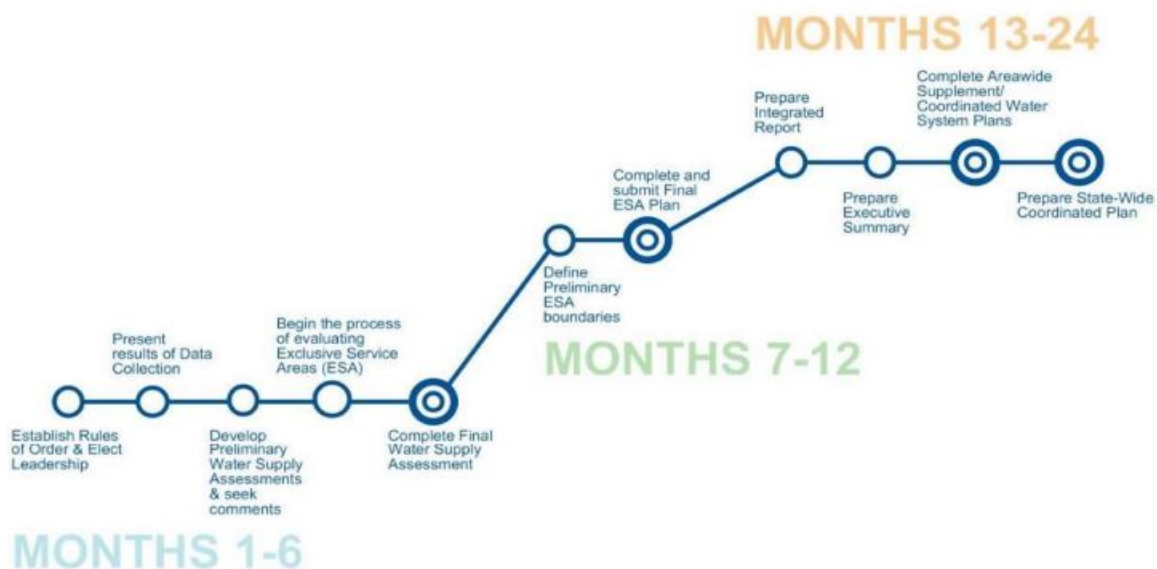 MONTHS 13-24
Complete Areawide
Supplement/
Coordinated Water
System Plans
Prepare
Integrated
Report
Complete and
submit Final
ESA Plan
Prepare
Executive
Summary
Prepare State-Wide
Coordinated Plan
Define
Preliminary
ESA
boundaries
MONTHS 7-12
Begin the process
of evaluating
Exclusive Service
Areas (ESA)
Present
results of Data
Collection
Establish Rules
of Order & Elect
Leadership
Develop
Preliminary
Water Supply
Assessments
& seek
comments
Complete Final
Water Supply
Assessment
MONTHS 1-6